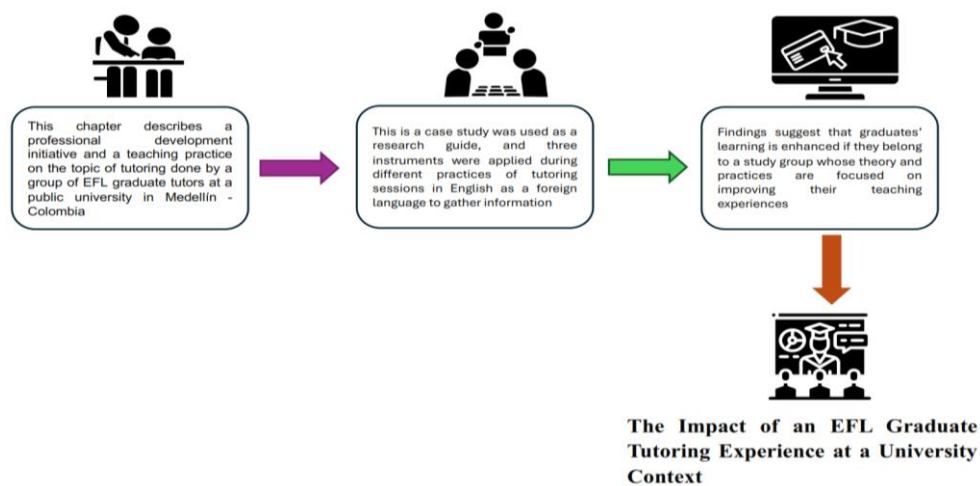 This chapter describes a
professional development
initiative and a teaching practice
on the topic of tutoring done by a
group of EFL graduate tutors at a
public university in Medellín -
Colombia
This is a case study was used as a
research guide, and three
instruments were applied during
different practices of tutoring
sessions in English as a foreign
language to gather information
Findings suggest that graduates'
learning is enhanced if they belong
to a study group whose theory and
practices are focused on
improving their teaching
experiences
The Impact of an EFL Graduate
Tutoring Experience at a University
Context